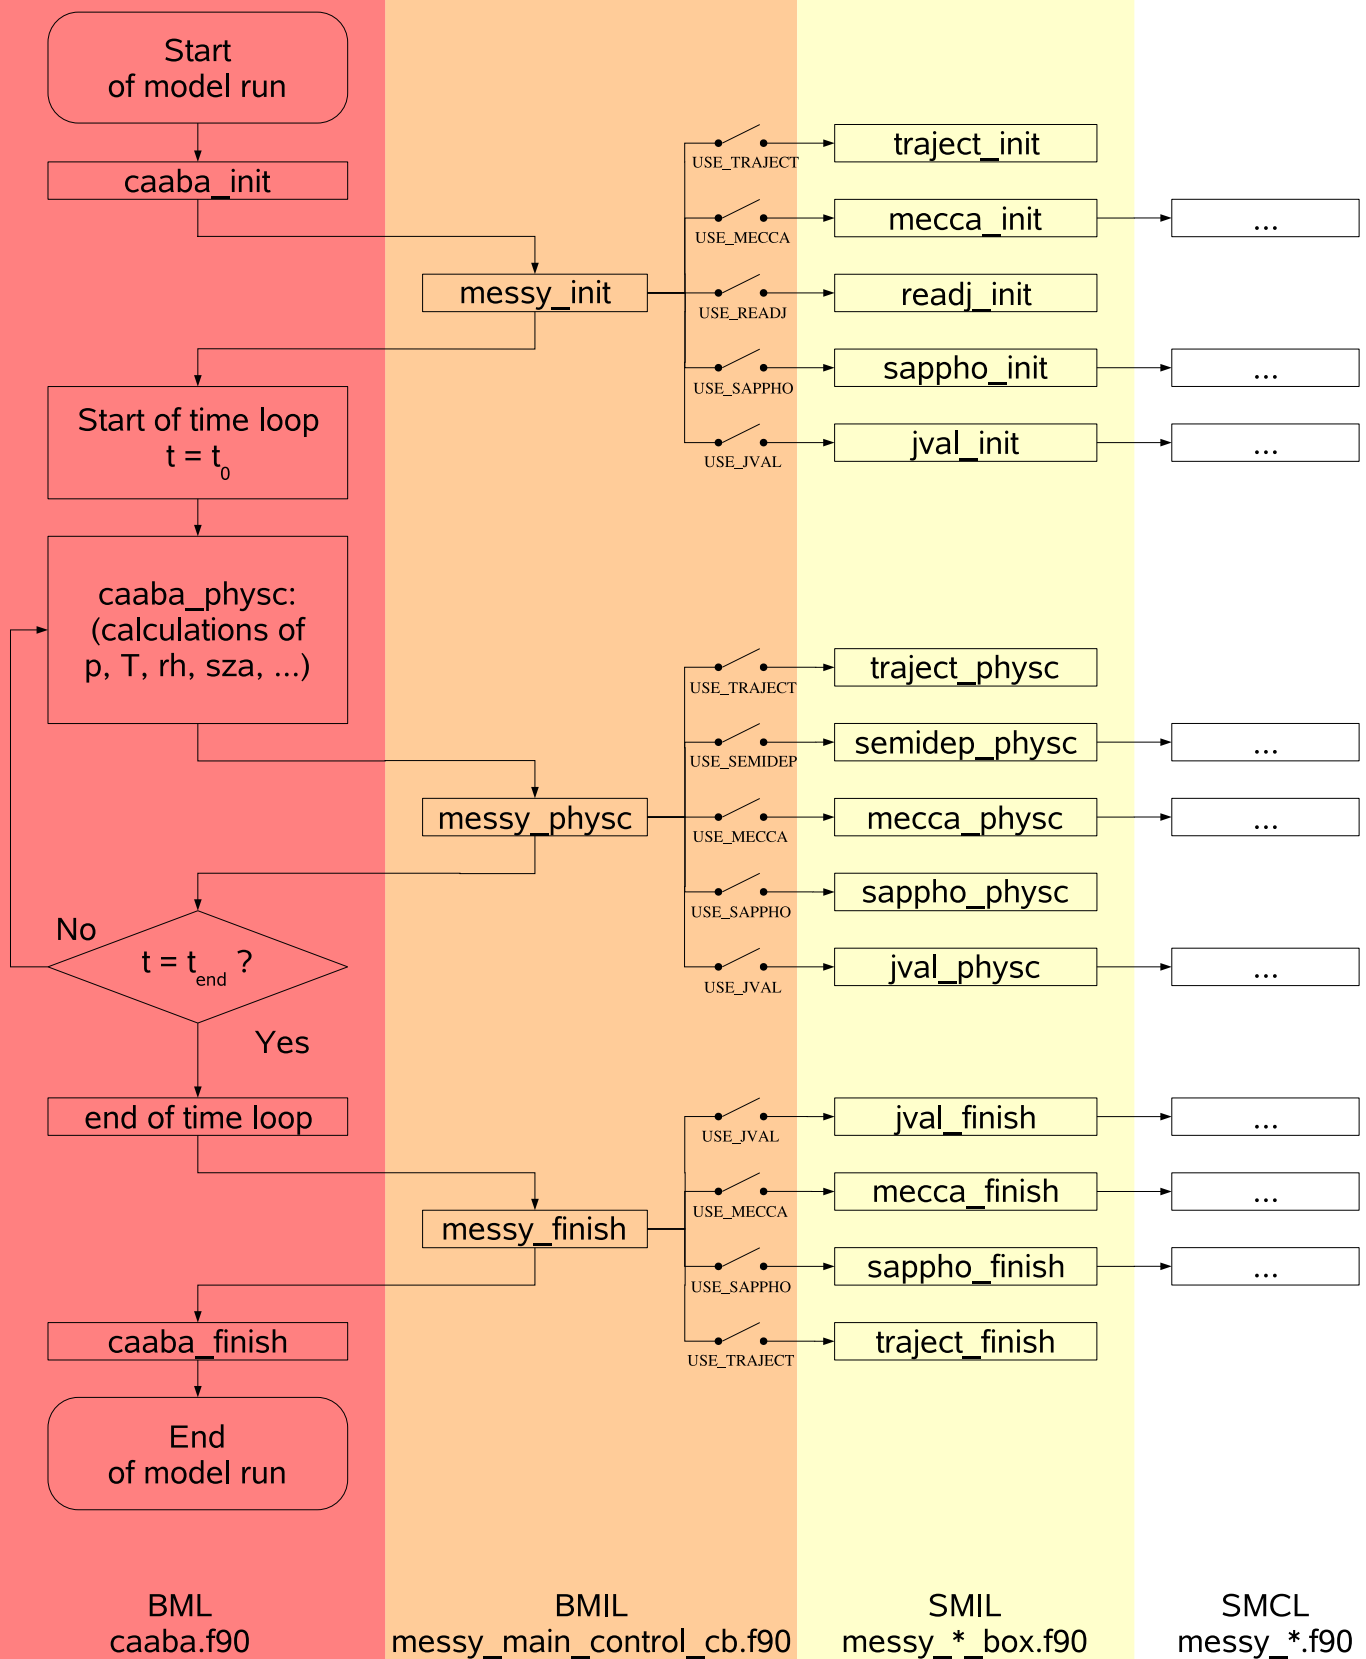 Start
of model run
caaba_init
messy_init
USE_TRAJECT
traject_init
USE_MECCA
mecca_init
...
USE_READJ
readj_init
USE_SAPPHO
sappho_init
...
USE_JVAL
jval_init
...
Start of time loop
t = t0
caaba_physc:
(calculations of
p, T, rh, sza, ...)
messy_physc
USE_TRAJECT
traject_physc
USE_SEMIDEP
semidep_physc
...
USE_MECCA
mecca_physc
...
USE_SAPPHO
sappho_physc
USE_JVAL
jval_physc
...
No
t = tend ?
Yes
end of time loop
messy_finish
USE_JVAL
jval_finish
...
USE_MECCA
mecca_finish
...
USE_SAPPHO
sappho_finish
...
USE_TRAJECT
traject_finish
caaba_finish
End
of model run
BML
caaba.f90
BMIL
messy_main_control_cb.f90
SMIL
messy_*_box.f90
SMCL
messy_*.f90